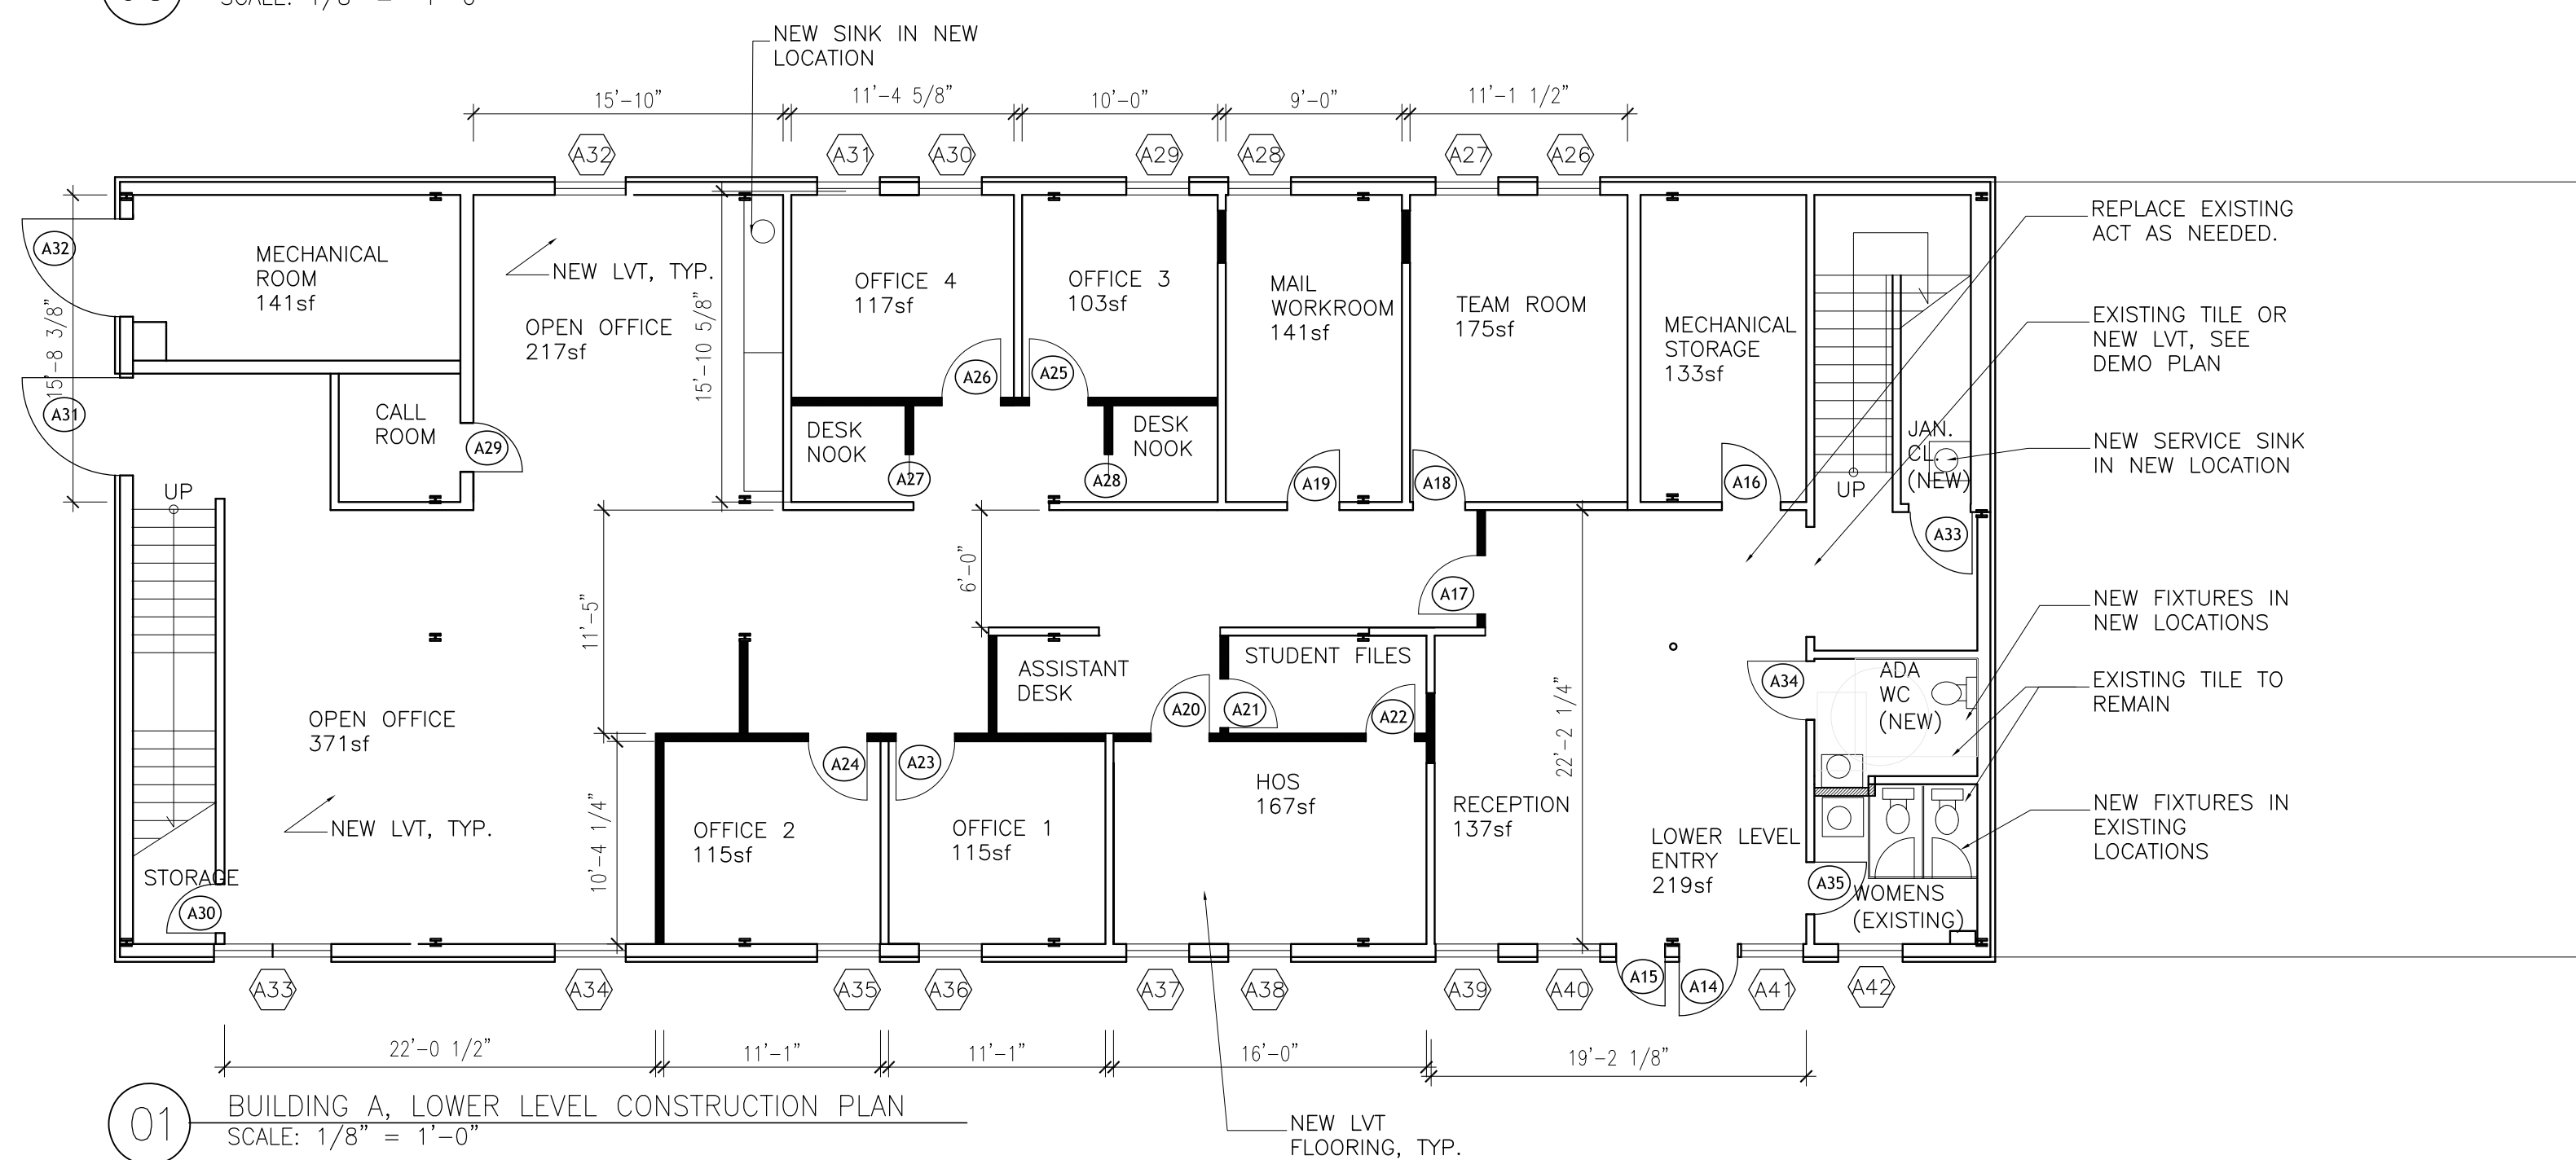 SCALE: 1/8" = 1'-0"
NEW SINK IN NEW
LOCATION
15'-10"
11'-4 5/8"
10'-0"
9'-0"
11'-1 1/2"
A32
A31
A30
A29
A28
A27
A26
A32
MECHANICAL
ROOM
141sf
15'-8 3/8"
A31
NEW LVT, TYP.
OPEN OFFICE
217sf
15'-10 5/8"
OFFICE 4
117sf
OFFICE 3
103sf
MAIL
WORKROOM
141sf
TEAM ROOM
175sf
MECHANICAL
STORAGE
133sf
REPLACE EXISTING
ACT AS NEEDED.
EXISTING TILE OR
NEW LVT, SEE
DEMO PLAN
NEW SERVICE SINK
IN NEW LOCATION
A26
A25
CALL
ROOM
A29
DESK
NOOK
A27
DESK
NOOK
A28
A19
A18
A16
UP
JAN.
CL.
(NEW)
A33
UP
11'-5"
6'-0"
A17
NEW FIXTURES IN
NEW LOCATIONS
EXISTING TILE TO
REMAIN
ASSISTANT
DESK
STUDENT FILES
A20
A21
A22
22'-2 1/4"
A34
ADA
WC
(NEW)
OPEN OFFICE
371sf
NEW LVT, TYP.
10'-4 1/4"
A24
A23
OFFICE 2
115sf
OFFICE 1
115sf
HOS
167sf
RECEPTION
137sf
LOWER LEVEL
ENTRY
219sf
NEW FIXTURES IN
EXISTING
LOCATIONS
A35
WOMENS
(EXISTING)
STORAGE
A30
A33
A34
A35
A36
A37
A38
A39
A40
A15
A14
A41
A42
22'-0 1/2"
11'-1"
11'-1"
16'-0"
19'-2 1/8"
01
BUILDING A, LOWER LEVEL CONSTRUCTION PLAN
SCALE: 1/8" = 1'-0"
NEW LVT
FLOORING, TYP.